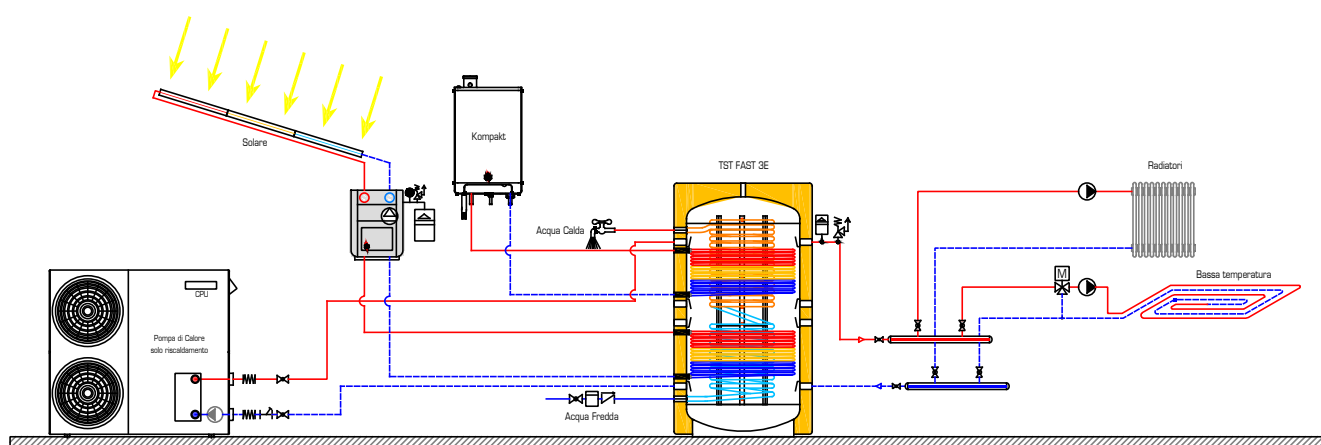 Solare
Kompakt
TST FAST 3E
Radiatori
Acqua Calda
M
Bassa temperatura
CPU
Pompa di Calore
solo riscaldamento
Acqua Fredda